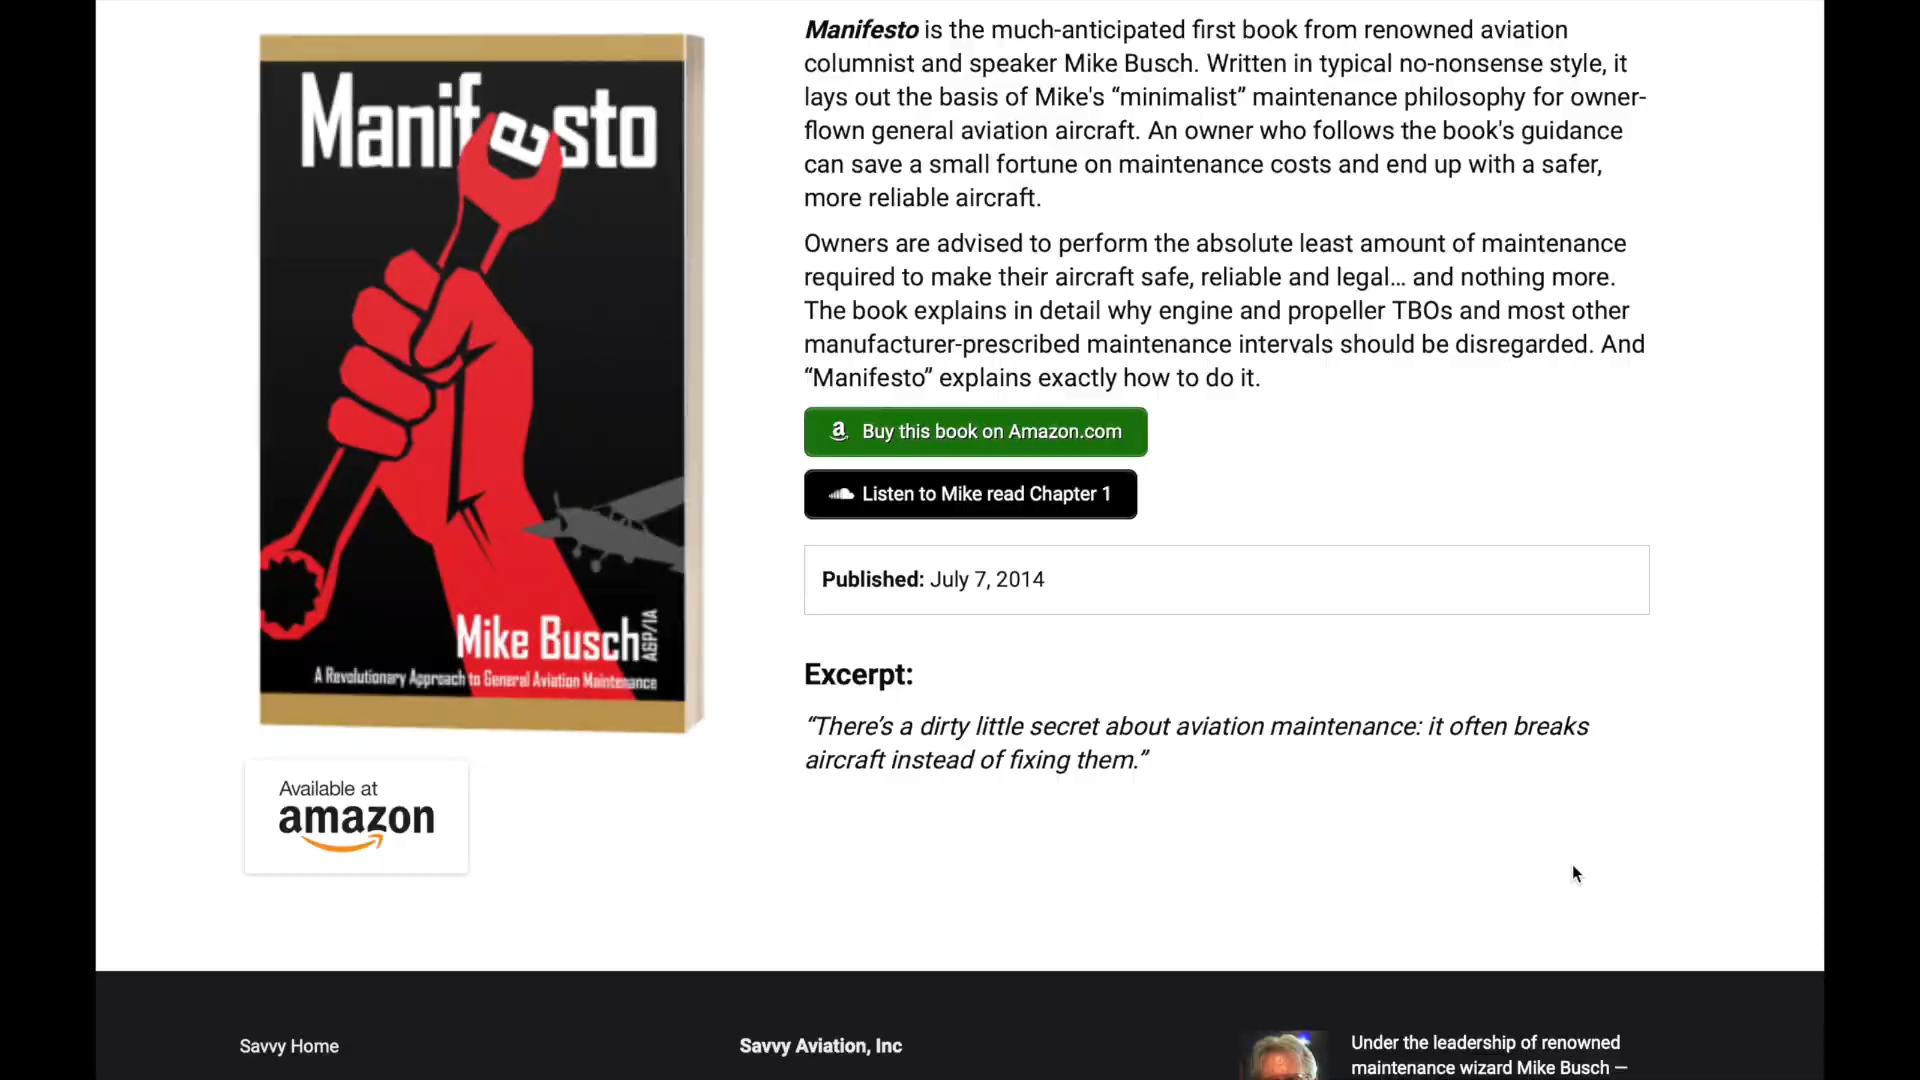 Manifesto
Mike Busch A&P/IA
A Revolutionary Approach to General Aviation Maintenance
Available at
amazon
Manifesto is the much-anticipated first book from renowned aviation
columnist and speaker Mike Busch. Written in typical no-nonsense style, it
lays out the basis of Mike's “minimalist” maintenance philosophy for owner-
flown general aviation aircraft. An owner who follows the book's guidance
can save a small fortune on maintenance costs and end up with a safer,
more reliable aircraft.
Owners are advised to perform the absolute least amount of maintenance
required to make their aircraft safe, reliable and legal… and nothing more.
The book explains in detail why engine and propeller TBOs and most other
manufacturer-prescribed maintenance intervals should be disregarded. And
“Manifesto” explains exactly how to do it.
Buy this book on Amazon.com
Listen to Mike read Chapter 1
Published: July 7, 2014
Excerpt:
“There’s a dirty little secret about aviation maintenance: it often breaks
aircraft instead of fixing them.”
Savvy Home
Savvy Aviation, Inc
Under the leadership of renowned
maintenance wizard Mike Busch —